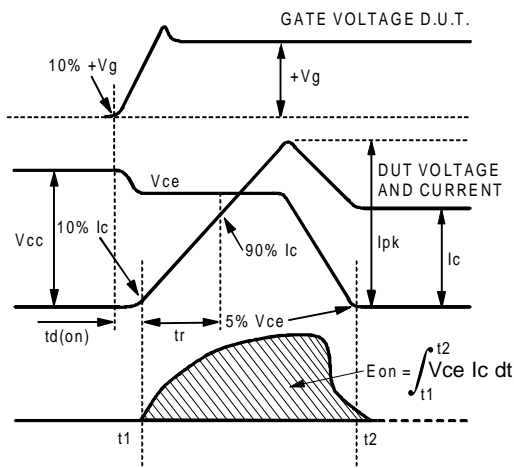 GATE VOLTAGE D.U.T.
10% +Vg
+Vg
Vce
DUT VOLTAGE
AND CURRENT
Vcc
10% Ic
90% Ic
Ipk
Ic
td(on)
tr
5% Vce
Eon = ∫ t1 t2 Vce Ic dt
t1
t2